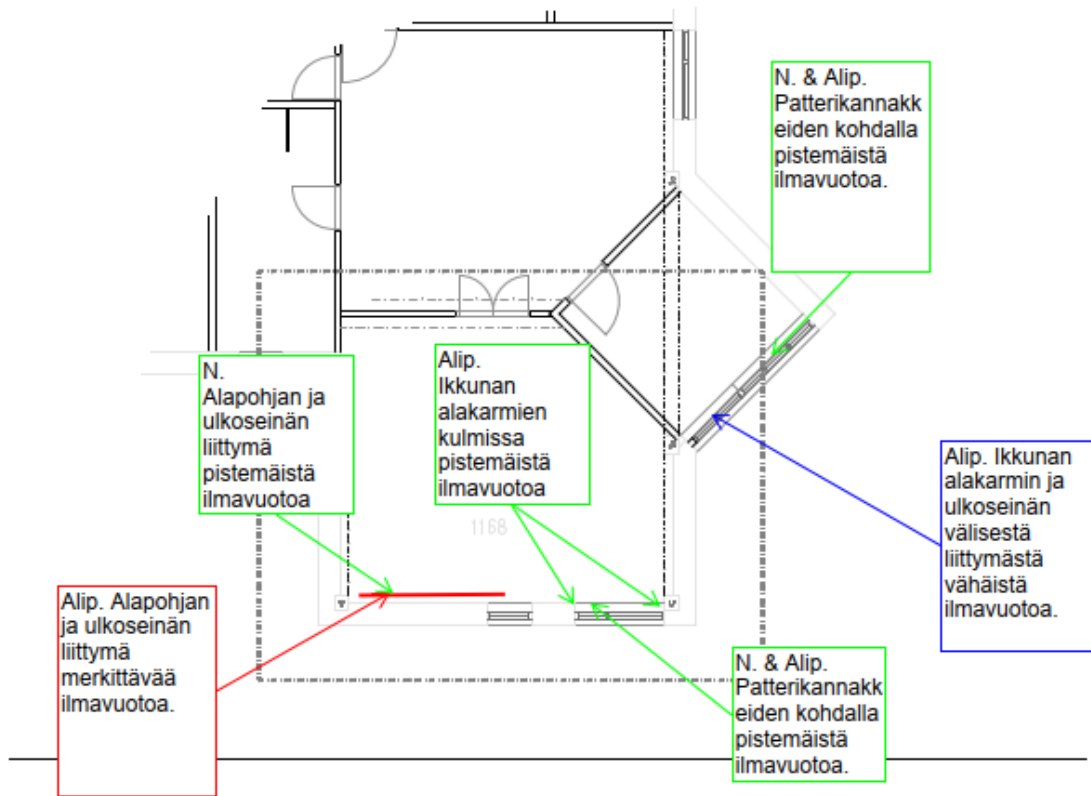 N. & Alip.
Patterikannakk
eiden kohdalla
pistemäistä
ilmavuotoa.
N.
Alapohjan ja
ulkoseinän
liittymä
pistemäistä
ilmavuotoa
Alip.
Ikkunan
alakarmien
kulmissa
pistemäistä
ilmavuotoa
Alip. Ikkunan
alakarmin ja
ulkoseinän
välisestä
liittymästä
vähäistä
ilmavuotoa.
1168
Alip. Alapohjan
ja ulkoseinän
liittymä
merkittävää
ilmavuotoa.
N. & Alip.
Patterikannakk
eiden kohdalla
pistemäistä
ilmavuotoa.